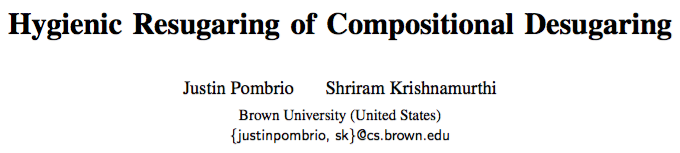 Hygienic Resugaring of Compositional Desugaring
Justin Pombrio Shriram Krishnamurthi
Brown University (United States)
{justinpombrio, sk}@cs.brown.edu